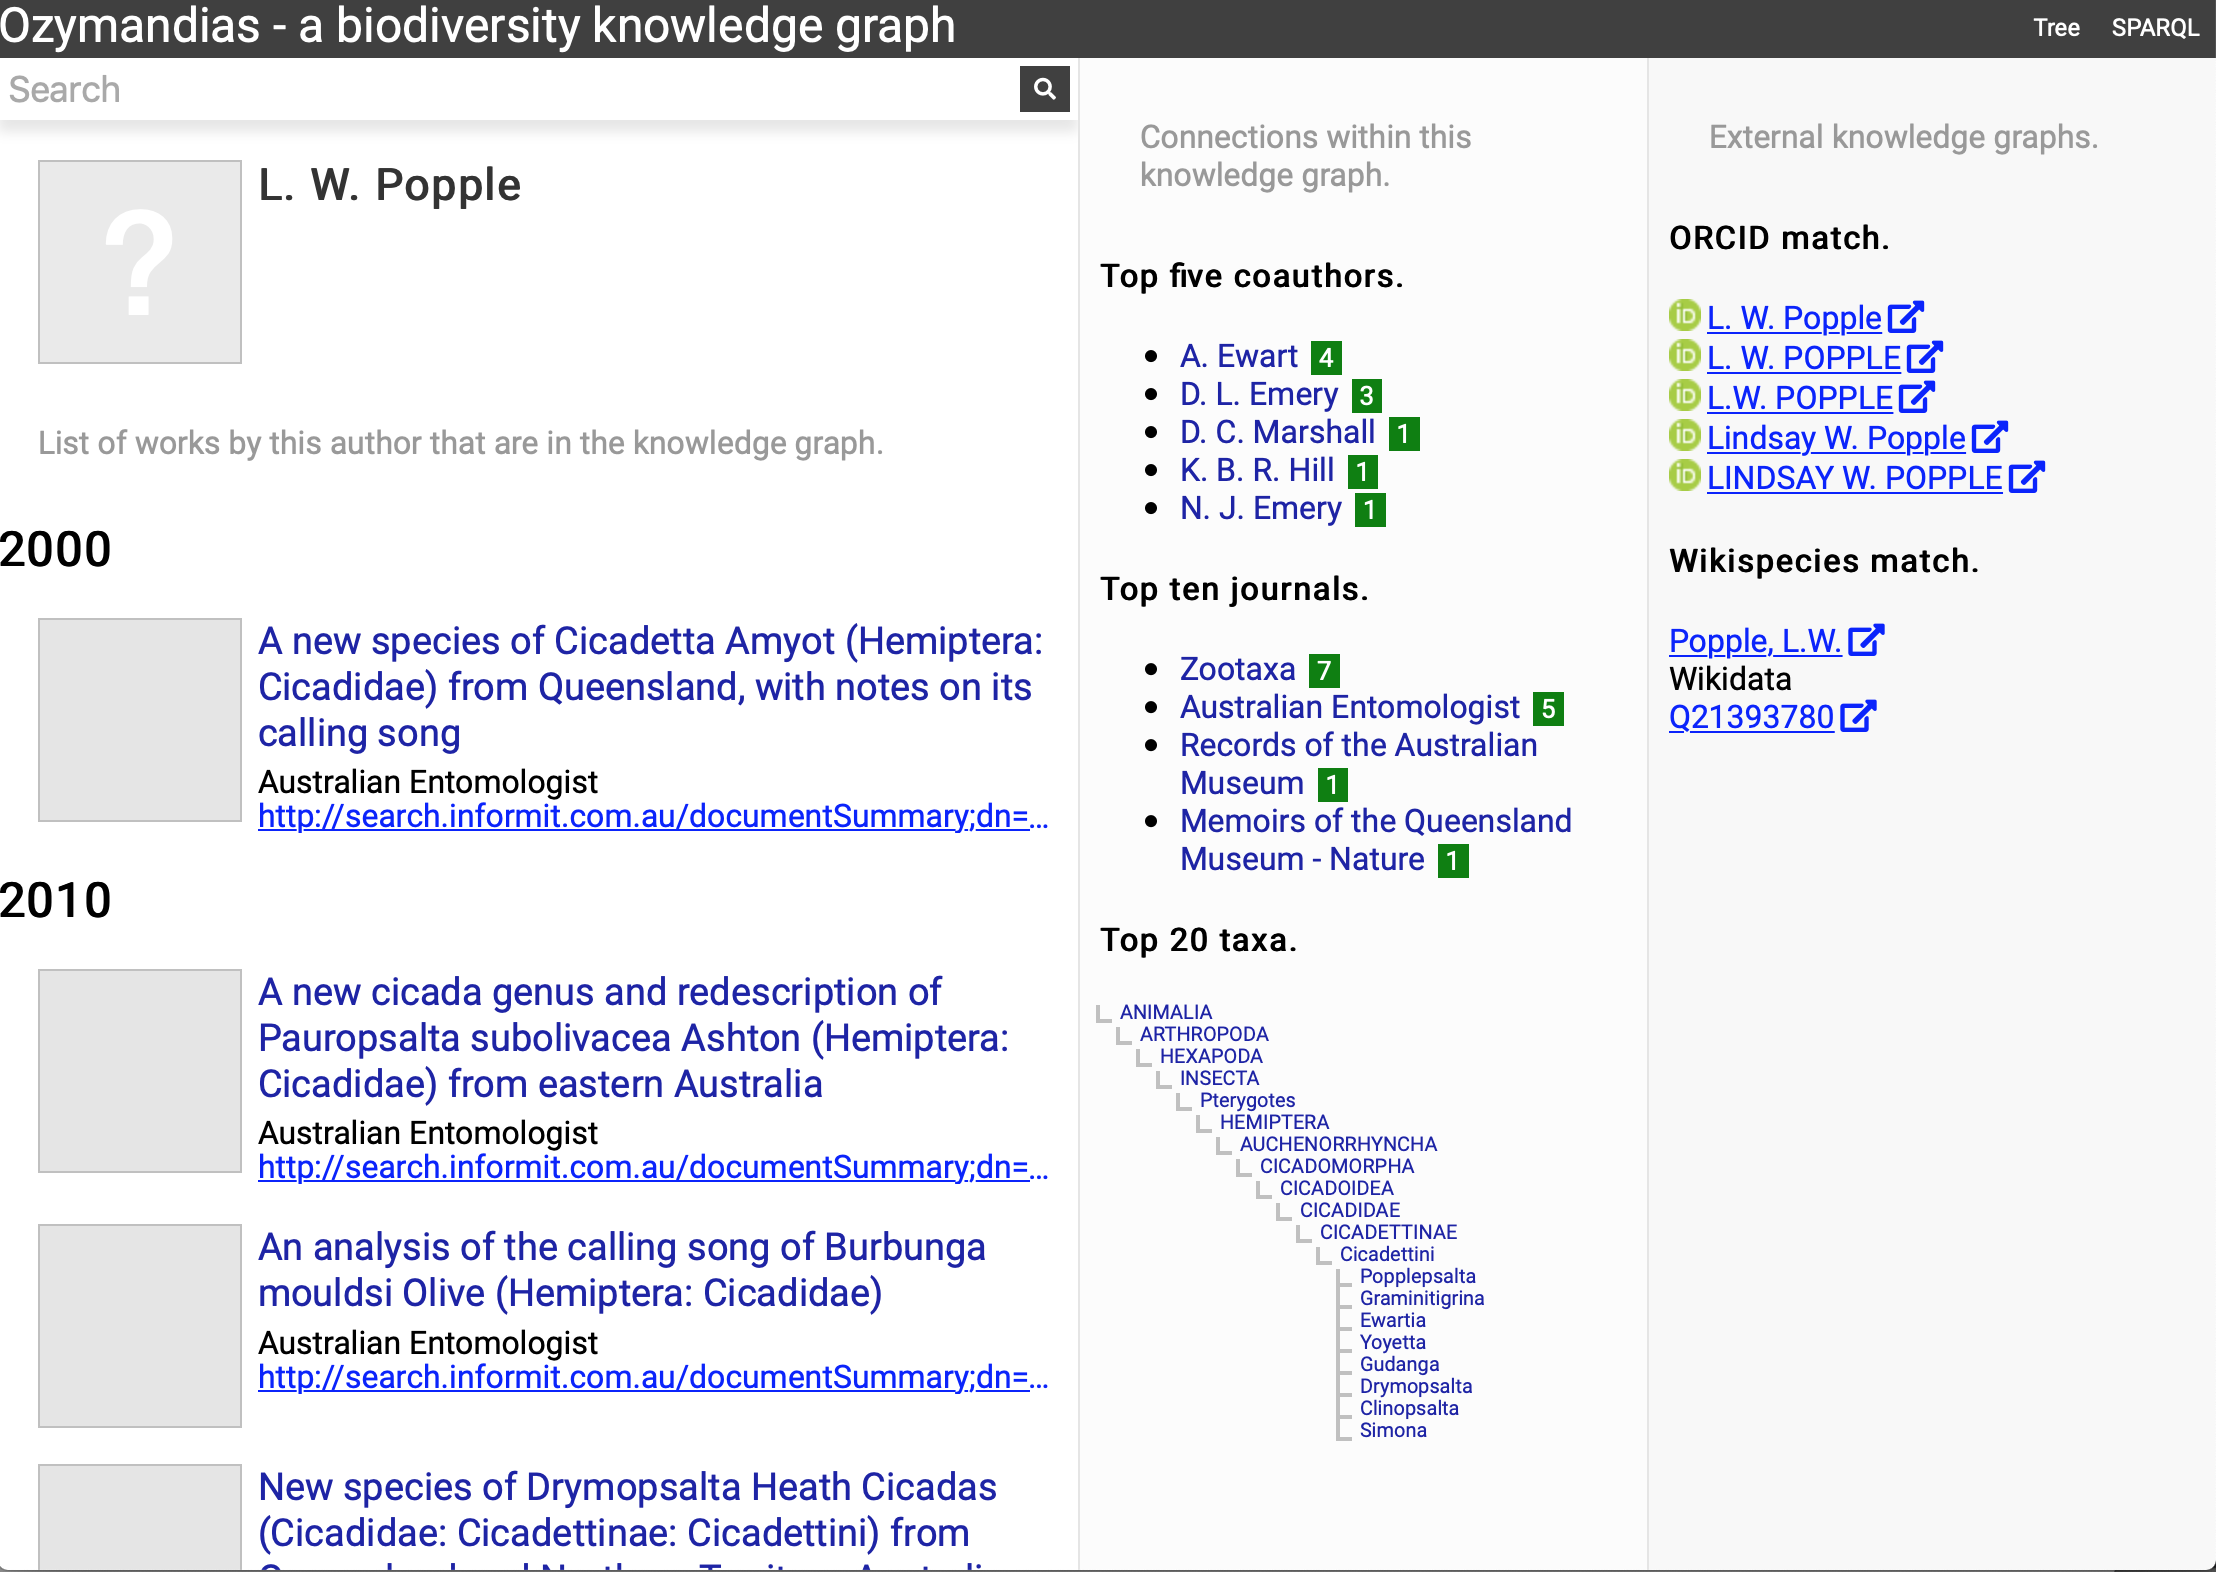 Ozymandias - a biodiversity knowledge graph
Tree
SPARQL
Search
?
L. W. Popple
List of works by this author that are in the knowledge graph.
2000
A new species of Cicadetta Amyot (Hemiptera:
Cicadidae) from Queensland, with notes on its
calling song
Australian Entomologist
http://search.informit.com.au/documentSummary;dn=...
2010
A new cicada genus and redescription of
Pauropsalta subolivacea Ashton (Hemiptera:
Cicadidae) from eastern Australia
Australian Entomologist
http://search.informit.com.au/documentSummary;dn=...
An analysis of the calling song of Burbunga
mouldsi Olive (Hemiptera: Cicadidae)
Australian Entomologist
http://search.informit.com.au/documentSummary;dn=...
New species of Drymopsalta Heath Cicadas
(Cicadidae: Cicadettinae: Cicadettini) from
Connections within this
knowledge graph.
Top five coauthors.
• A. Ewart 4
• D. L. Emery 3
• D. C. Marshall 1
• K. B. R. Hill 1
• N. J. Emery 1
Top ten journals.
• Zootaxa 7
• Australian Entomologist 5
• Records of the Australian
Museum 1
• Memoirs of the Queensland
Museum - Nature 1
Top 20 taxa.
ANIMALIA
ARTHROPODA
HEXAPODA
INSECTA
Pterygotes
HEMIPTERA
AUCHENORRHYNCHA
CICADOMORPHA
CICADOIDEA
CICADIDAE
CICADETTINAE
Cicadettini
Popplepsalta
Graminitigrina
Ewartia
Yoyetta
Gudanga
Drymopsalta
Clinopsalta
Simona
External knowledge graphs.
ORCID match.
iD L. W. Popple
iD L. W. POPPLE
iD L.W. POPPLE
iD Lindsay W. Popple
iD LINDSAY W. POPPLE
Wikispecies match.
Popple, L.W.
Wikidata
Q21393780